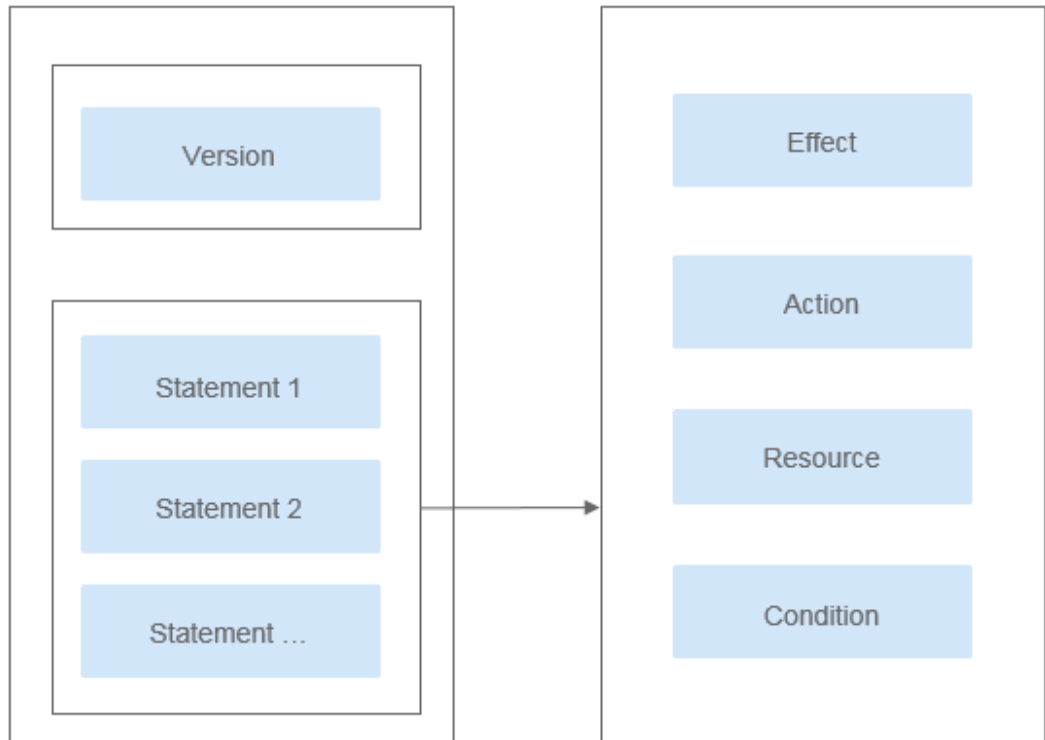 Version
Statement 1
Statement 2
Statement …
Effect
Action
Resource
Condition